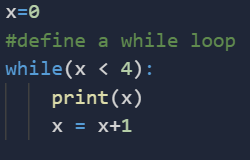 x=0
#define a while loop
while(x < 4):
    print(x)
    x = x+1